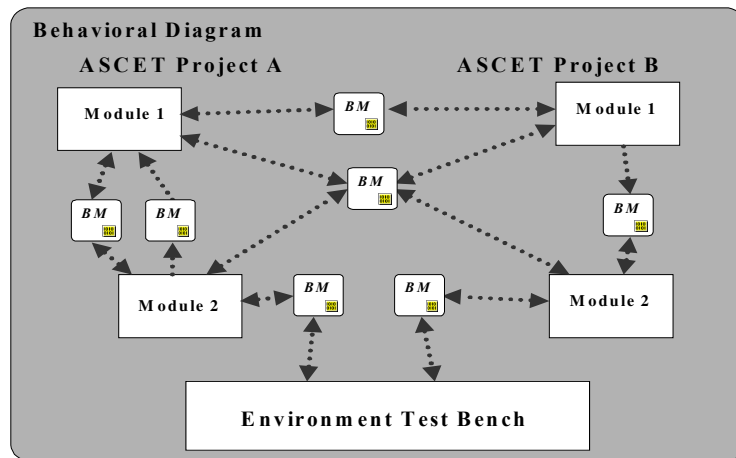 Behavioral Diagram
ASCET Project A
ASCET Project B
Module 1
BM
Module 1
BM
BM
BM
BM
Module 2
BM
BM
Module 2
Environment Test Bench